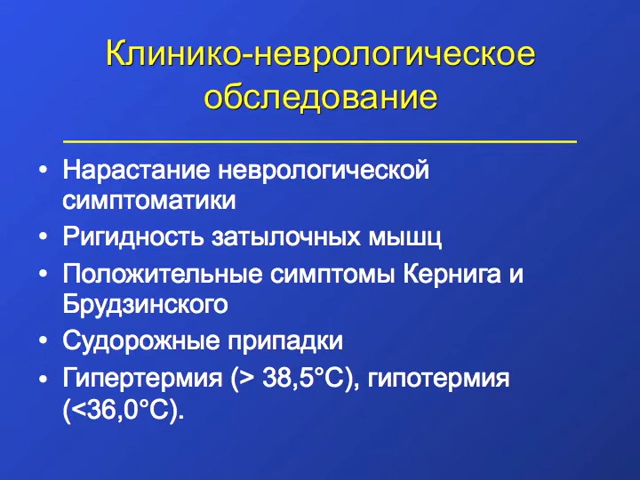 Клинико-неврологическое
обследование
• Нарастание неврологической
симптоматики
• Ригидность затылочных мышц
• Положительные симптомы Кернига и
Брудзинского
• Судорожные припадки
• Гипертермия (> 38,5°С), гипотермия
(<36,0°С).